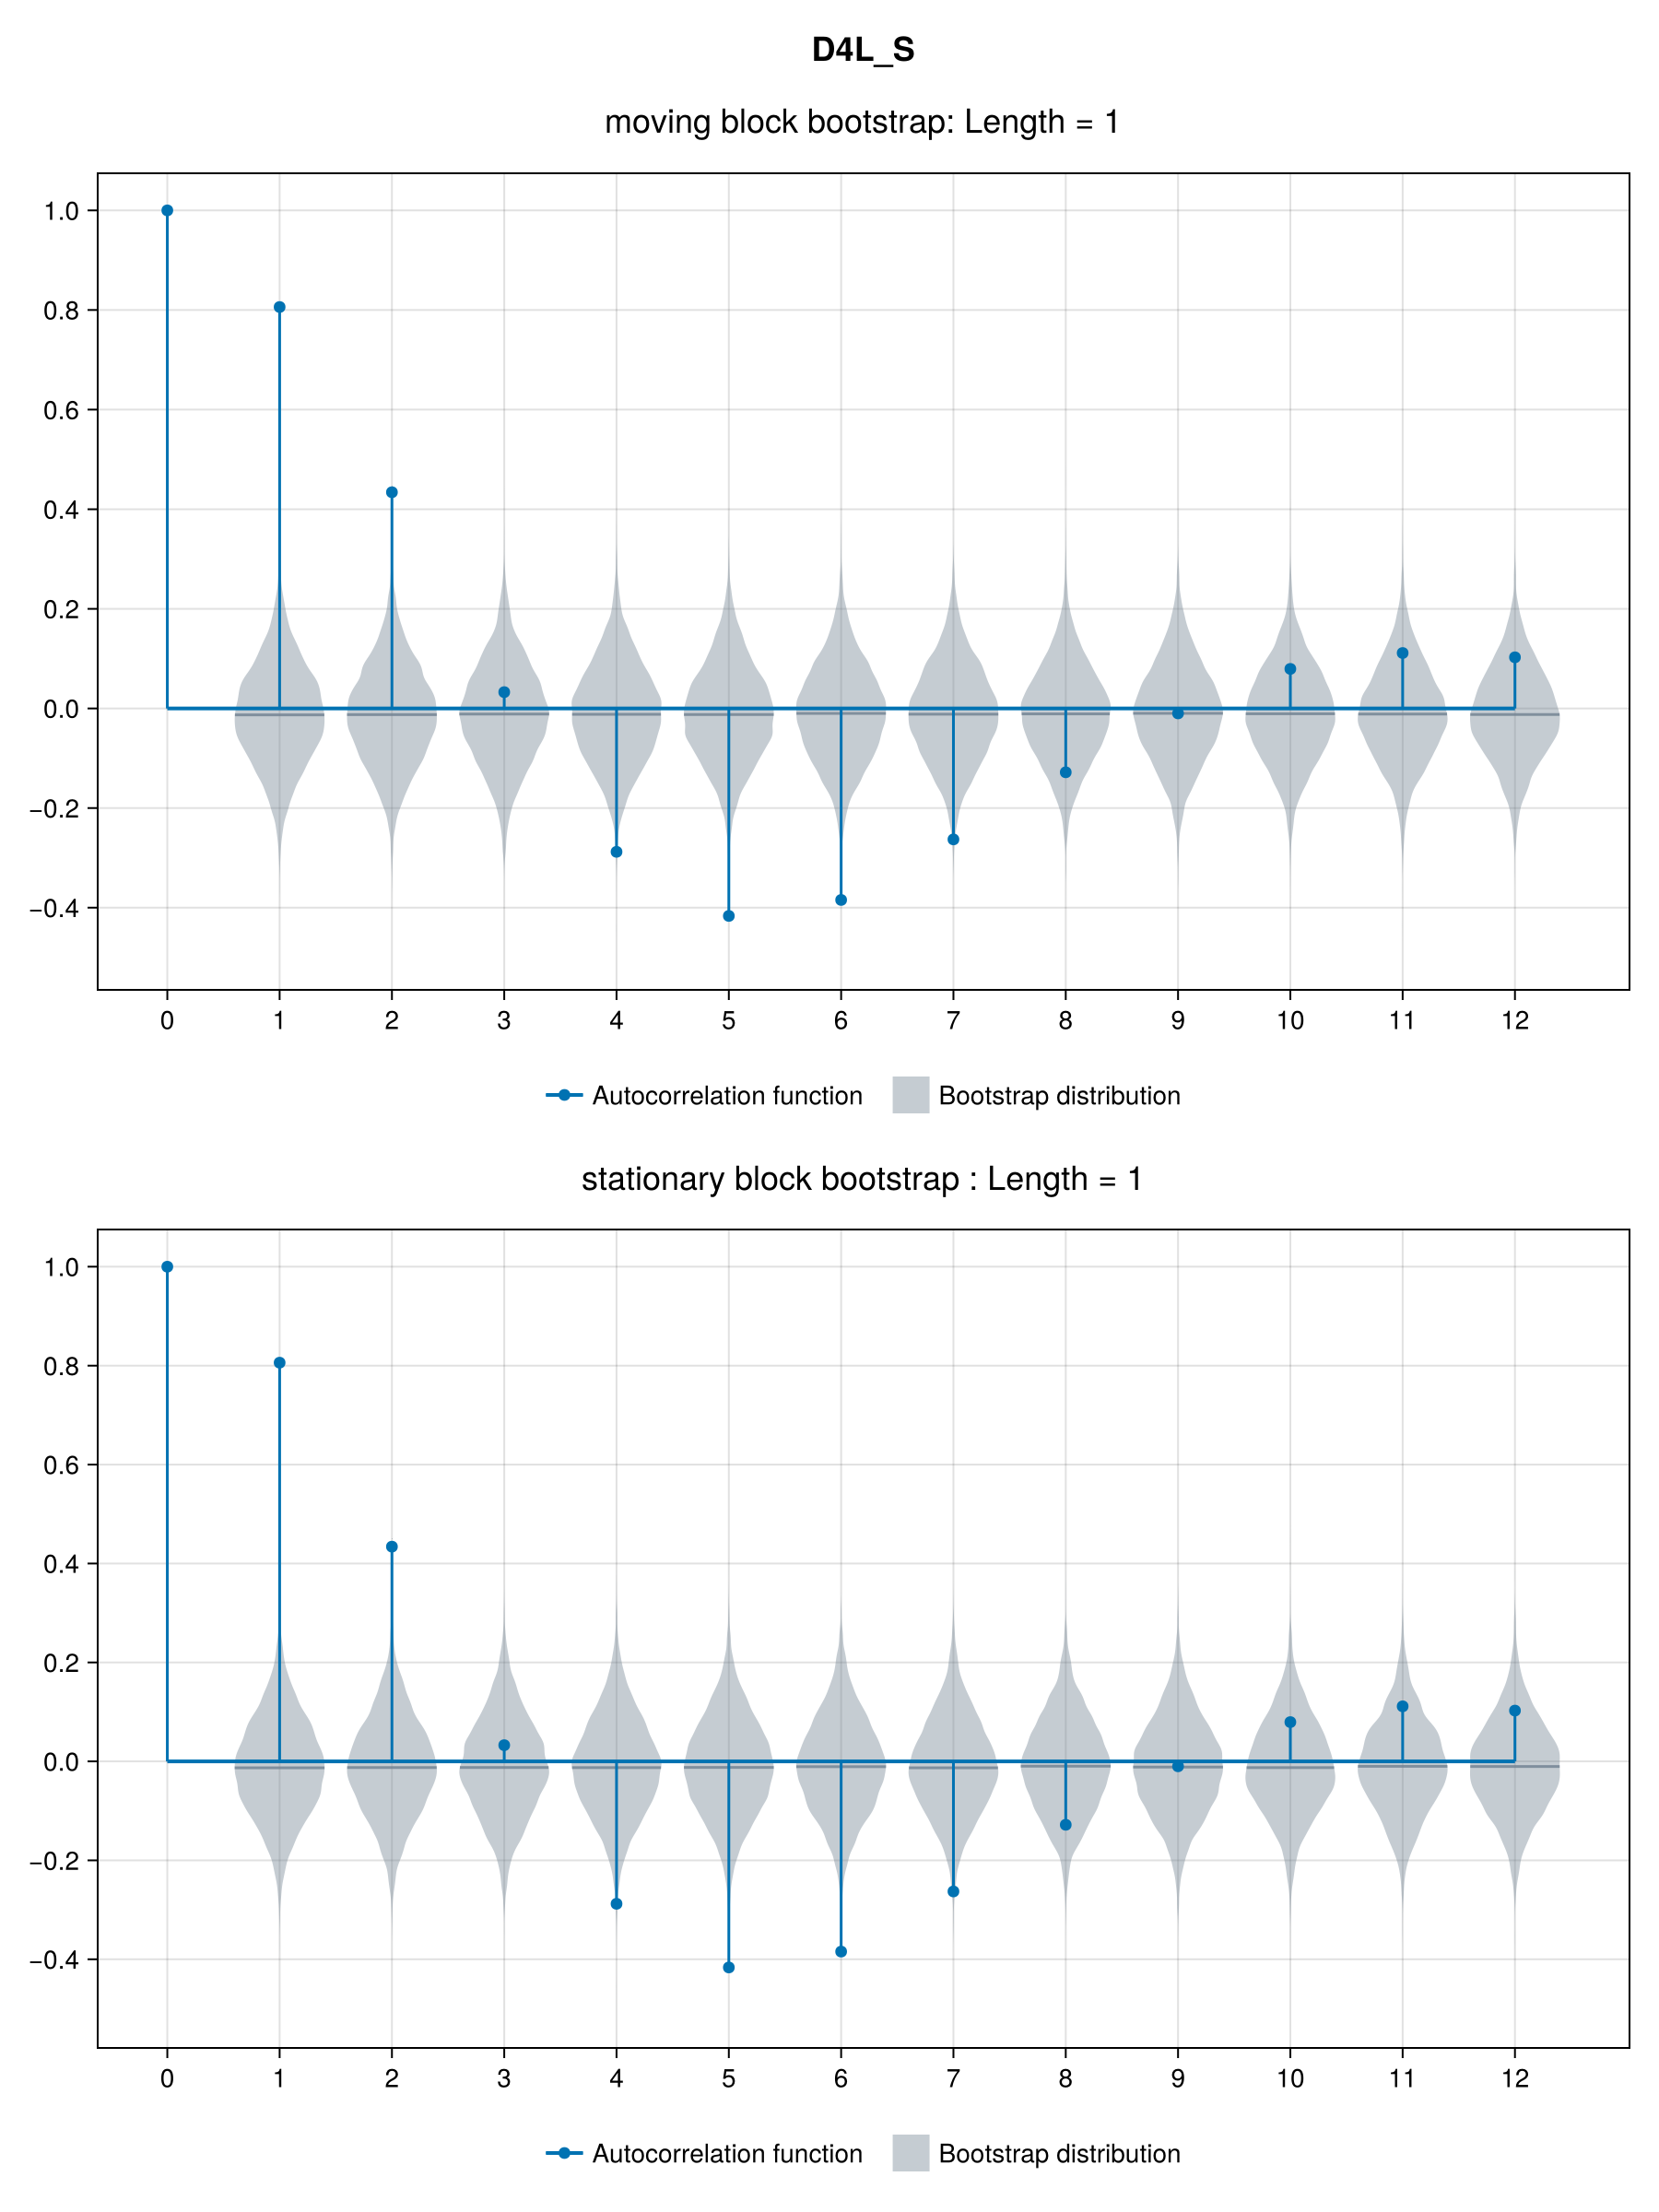 D4L_S
moving block bootstrap: Length = 1
1.0
0.8
0.6
0.4
0.2
0.0
−0.2
−0.4
0 1 2 3 4 5 6 7 8 9 10 11 12
Autocorrelation function Bootstrap distribution
stationary block bootstrap : Length = 1
1.0
0.8
0.6
0.4
0.2
0.0
−0.2
−0.4
0 1 2 3 4 5 6 7 8 9 10 11 12
Autocorrelation function Bootstrap distribution